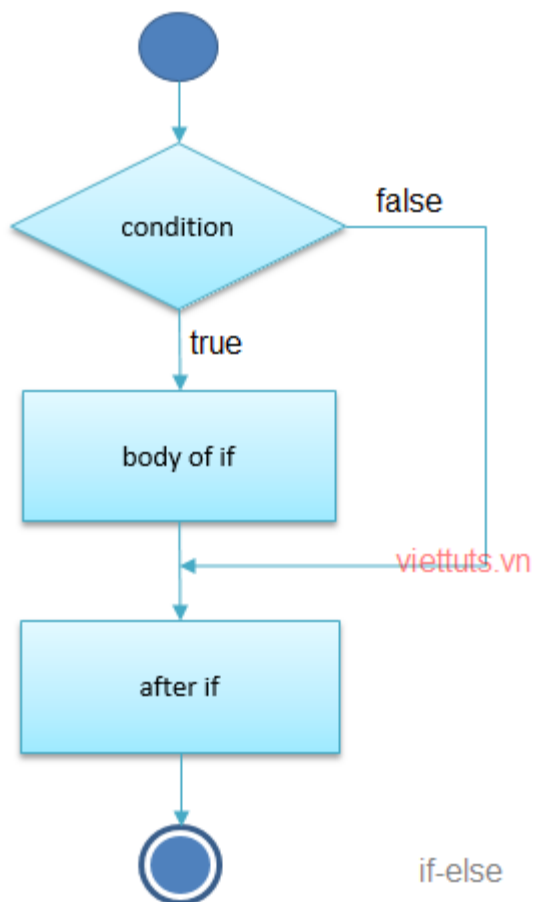 condition
false
true
body of if
viettuts.vn
after if
if-else